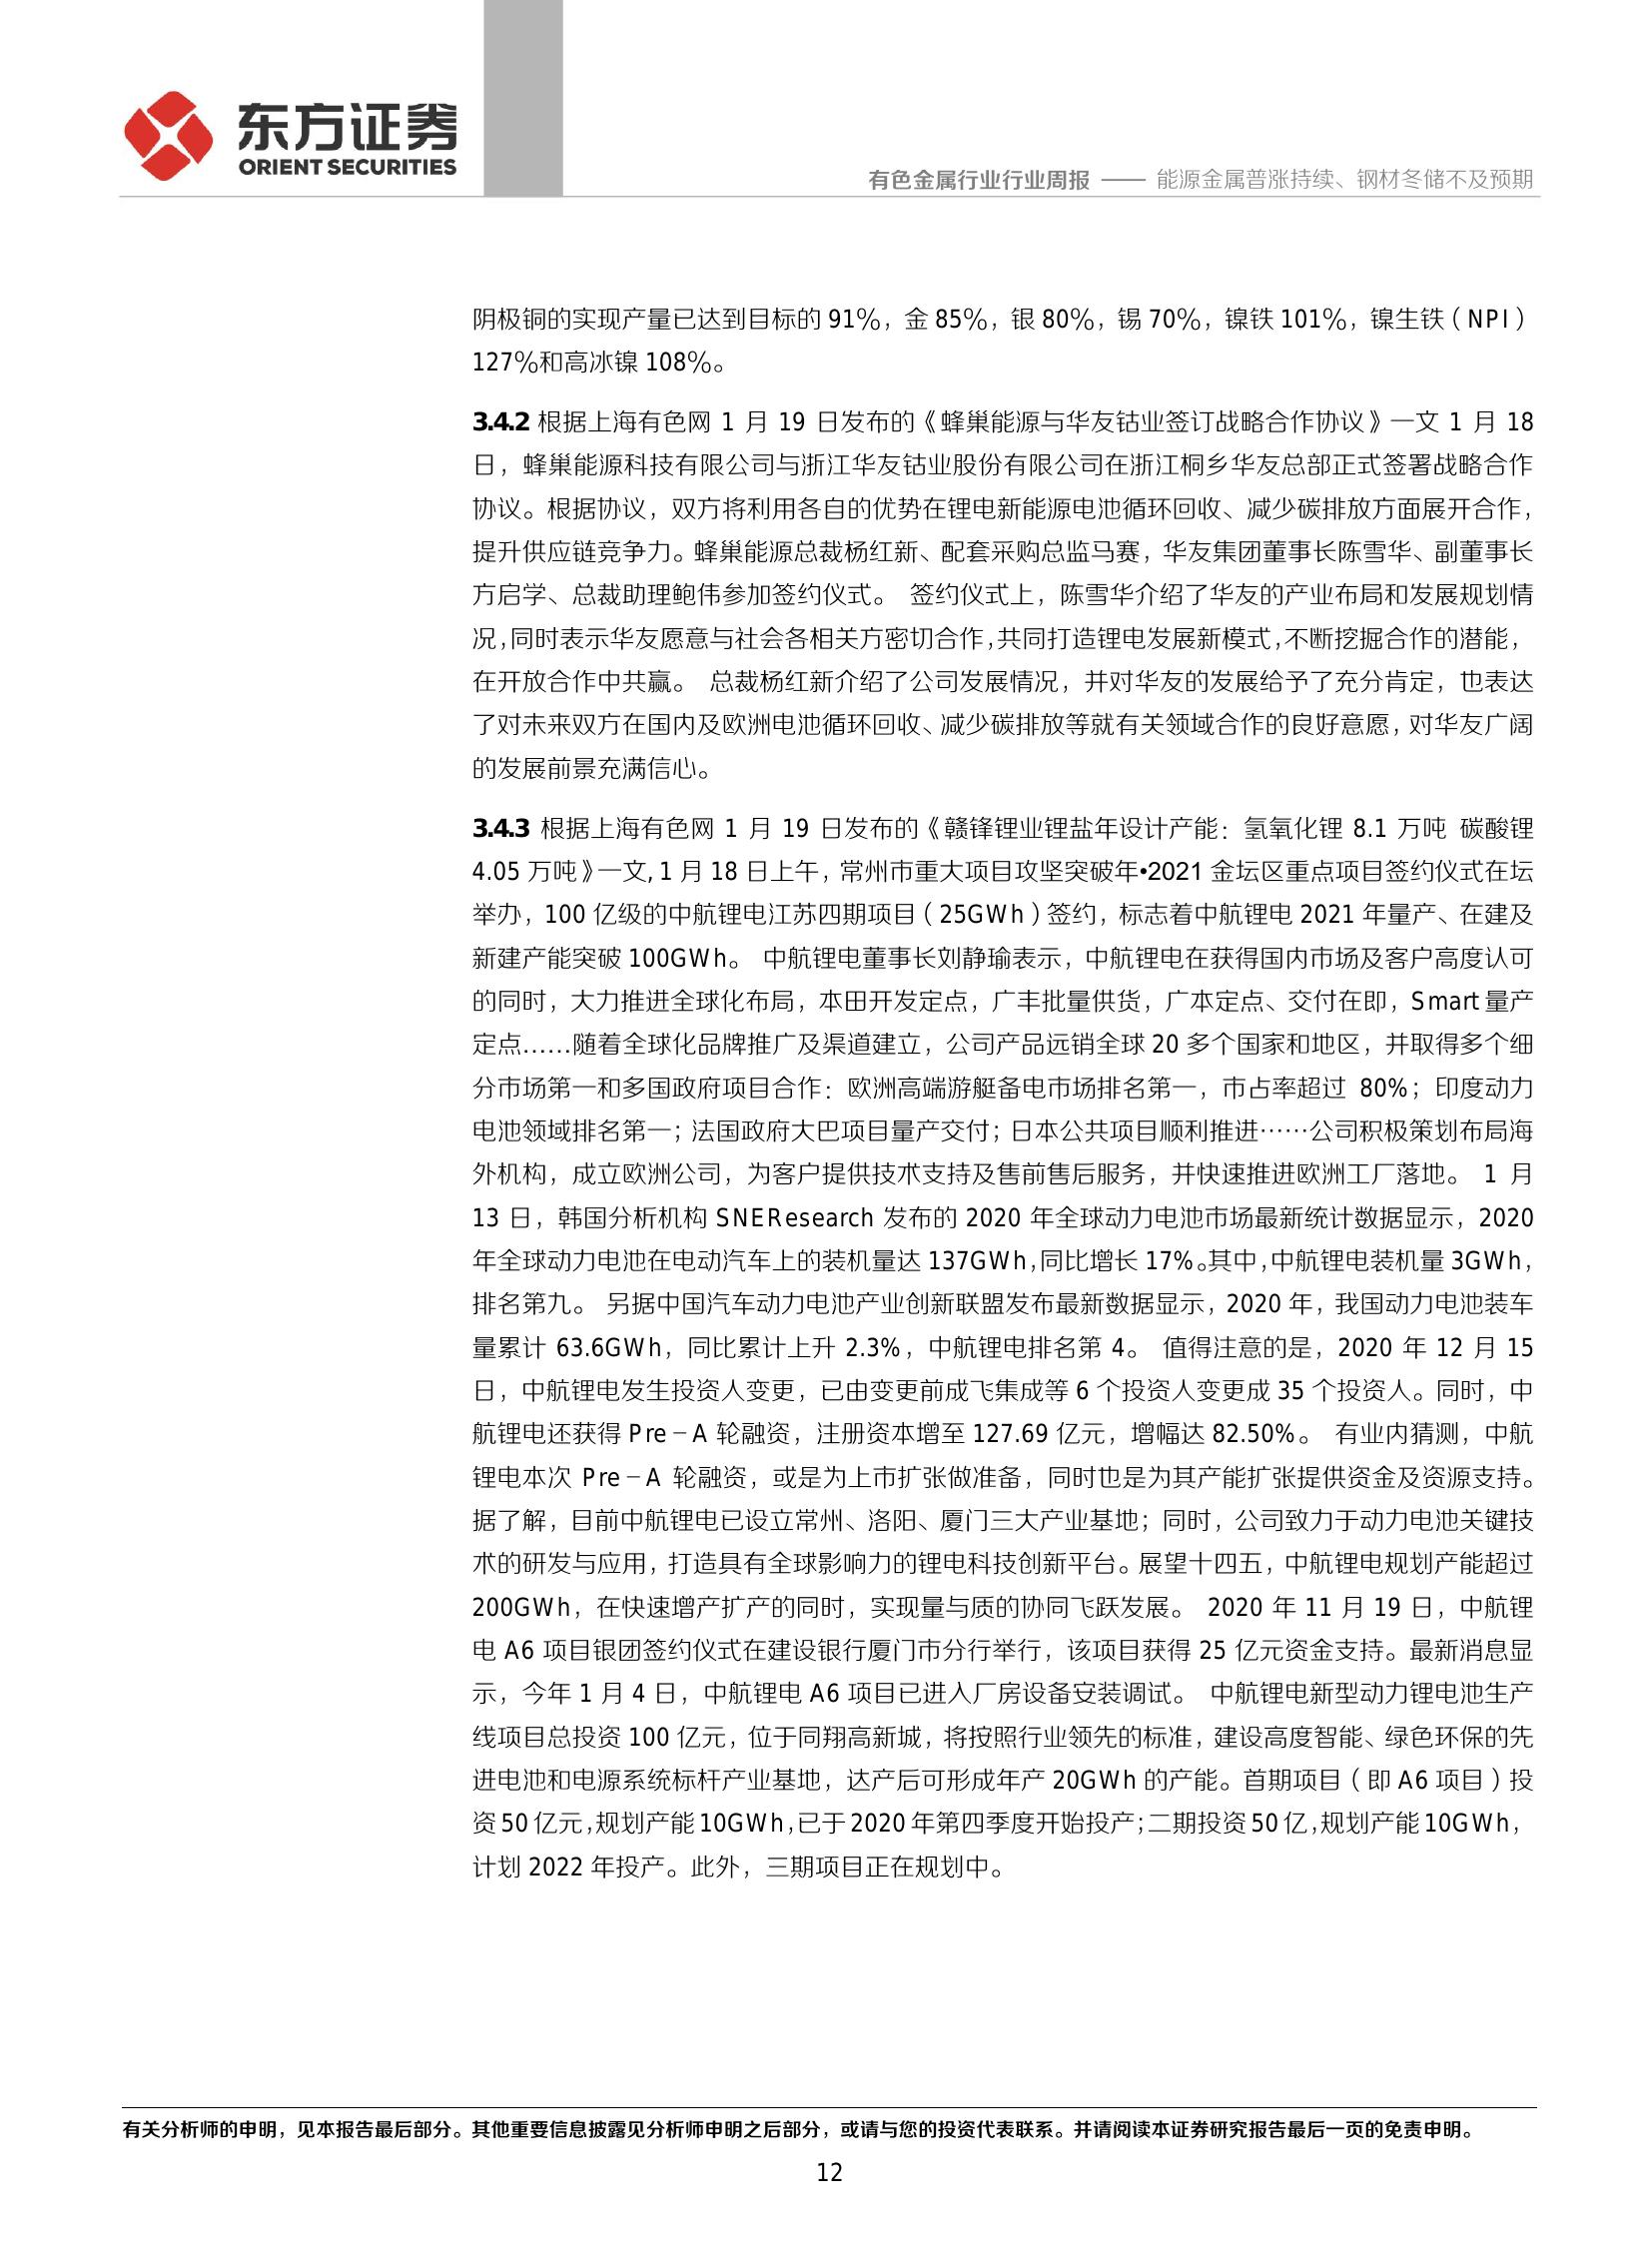 东方证券
ORIENT SECURITIES
有色金属行业行业周报 —— 能源金属普涨持续、钢材冬储不及预期
阴极铜的实现产量已达到目标的 91%，金 85%，银 80%，锡 70%，镍铁 101%，镍生铁（NPI）
127%和高冰镍 108%。
3.4.2 根据上海有色网 1 月 19 日发布的《蜂巢能源与华友钴业签订战略合作协议》一文 1 月 18
日，蜂巢能源科技有限公司与浙江华友钴业股份有限公司在浙江桐乡华友总部正式签署战略合作
协议。根据协议，双方将利用各自的优势在锂电新能源电池循环回收、减少碳排放方面展开合作，
提升供应链竞争力。蜂巢能源总裁杨红新、配套采购总监马赛，华友集团董事长陈雪华、副董事长
方启学、总裁助理鲍伟参加签约仪式。 签约仪式上，陈雪华介绍了华友的产业布局和发展规划情
况，同时表示华友愿意与社会各相关方密切合作，共同打造锂电发展新模式，不断挖掘合作的潜能，
在开放合作中共赢。 总裁杨红新介绍了公司发展情况，并对华友的发展给予了充分肯定，也表达
了对未来双方在国内及欧洲电池循环回收、减少碳排放等就有关领域合作的良好意愿，对华友广阔
的发展前景充满信心。
3.4.3 根据上海有色网 1 月 19 日发布的《赣锋锂业锂盐年设计产能：氢氧化锂 8.1 万吨 碳酸锂
4.05 万吨》一文，1 月 18 日上午，常州市重大项目攻坚突破年•2021 金坛区重点项目签约仪式在坛
举办，100 亿级的中航锂电江苏四期项目（25GWh）签约，标志着中航锂电 2021 年量产、在建及
新建产能突破 100GWh。 中航锂电董事长刘静瑜表示，中航锂电在获得国内市场及客户高度认可
的同时，大力推进全球化布局，本田开发定点，广丰批量供货，广本定点、交付在即，Smart 量产
定点……随着全球化品牌推广及渠道建立，公司产品远销全球 20 多个国家和地区，并取得多个细
分市场第一和多国政府项目合作：欧洲高端游艇备电市场排名第一，市占率超过 80%；印度动力
电池领域排名第一；法国政府大巴项目量产交付；日本公共项目顺利推进……公司积极策划布局海
外机构，成立欧洲公司，为客户提供技术支持及售前售后服务，并快速推进欧洲工厂落地。 1 月
13 日，韩国分析机构 SNEResearch 发布的 2020 年全球动力电池市场最新统计数据显示，2020
年全球动力电池在电动汽车上的装机量达 137GWh，同比增长 17%。其中，中航锂电装机量 3GWh，
排名第九。 另据中国汽车动力电池产业创新联盟发布最新数据显示，2020 年，我国动力电池装车
量累计 63.6GWh，同比累计上升 2.3%，中航锂电排名第 4。 值得注意的是，2020 年 12 月 15
日，中航锂电发生投资人变更，已由变更前成飞集成等 6 个投资人变更成 35 个投资人。同时，中
航锂电还获得 Pre－A 轮融资，注册资本增至 127.69 亿元，增幅达 82.50%。 有业内猜测，中航
锂电本次 Pre－A 轮融资，或是为上市扩张做准备，同时也是为其产能扩张提供资金及资源支持。
据了解，目前中航锂电已设立常州、洛阳、厦门三大产业基地；同时，公司致力于动力电池关键技
术的研发与应用，打造具有全球影响力的锂电科技创新平台。展望十四五，中航锂电规划产能超过
200GWh，在快速增产扩产的同时，实现量与质的协同飞跃发展。 2020 年 11 月 19 日，中航锂
电 A6 项目银团签约仪式在建设银行厦门市分行举行，该项目获得 25 亿元资金支持。最新消息显
示，今年 1 月 4 日，中航锂电 A6 项目已进入厂房设备安装调试。 中航锂电新型动力锂电池生产
线项目总投资 100 亿元，位于同翔高新城，将按照行业领先的标准，建设高度智能、绿色环保的先
进电池和电源系统标杆产业基地，达产后可形成年产 20GWh 的产能。首期项目（即 A6 项目）投
资 50 亿元，规划产能 10GWh，已于 2020 年第四季度开始投产；二期投资 50 亿，规划产能 10GWh，
计划 2022 年投产。此外，三期项目正在规划中。
有关分析师的申明，见本报告最后部分。其他重要信息披露见分析师申明之后部分，或请与您的投资代表联系。并请阅读本证券研究报告最后一页的免责申明。
12